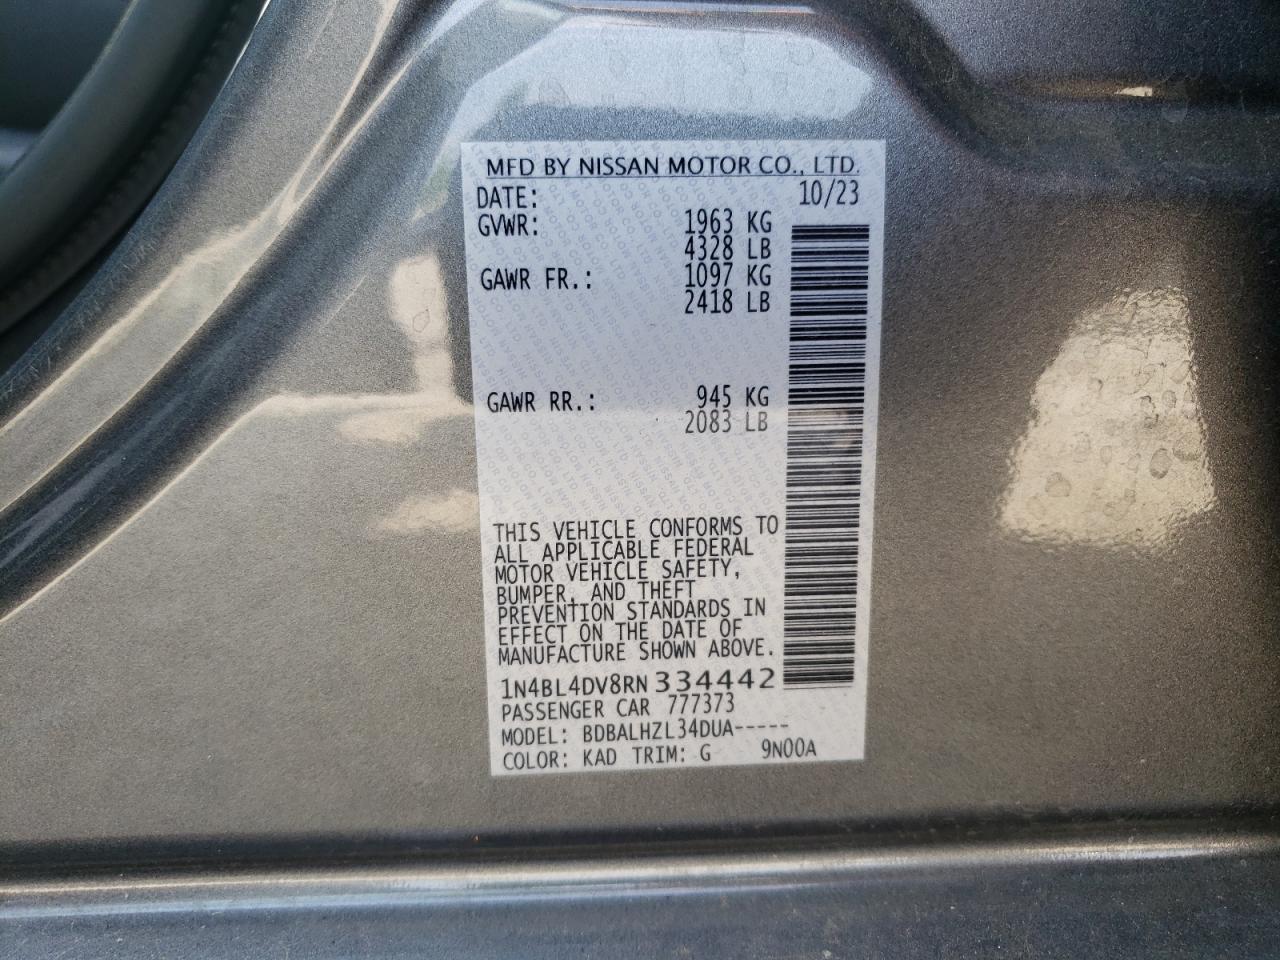 MFD BY NISSAN MOTOR CO., LTD.
DATE: 10/23
GVWR: 1963 KG
4328 LB
GAWR FR.: 1097 KG
2418 LB
GAWR RR.: 945 KG
2083 LB
THIS VEHICLE CONFORMS TO
ALL APPLICABLE FEDERAL
MOTOR VEHICLE SAFETY,
BUMPER, AND THEFT
PREVENTION STANDARDS IN
EFFECT ON THE DATE OF
MANUFACTURE SHOWN ABOVE.
1N4BL4DV8RN334442
PASSENGER CAR 777373
MODEL: BDBALHZL34DUA-----
COLOR: KAD TRIM: G 9N00A